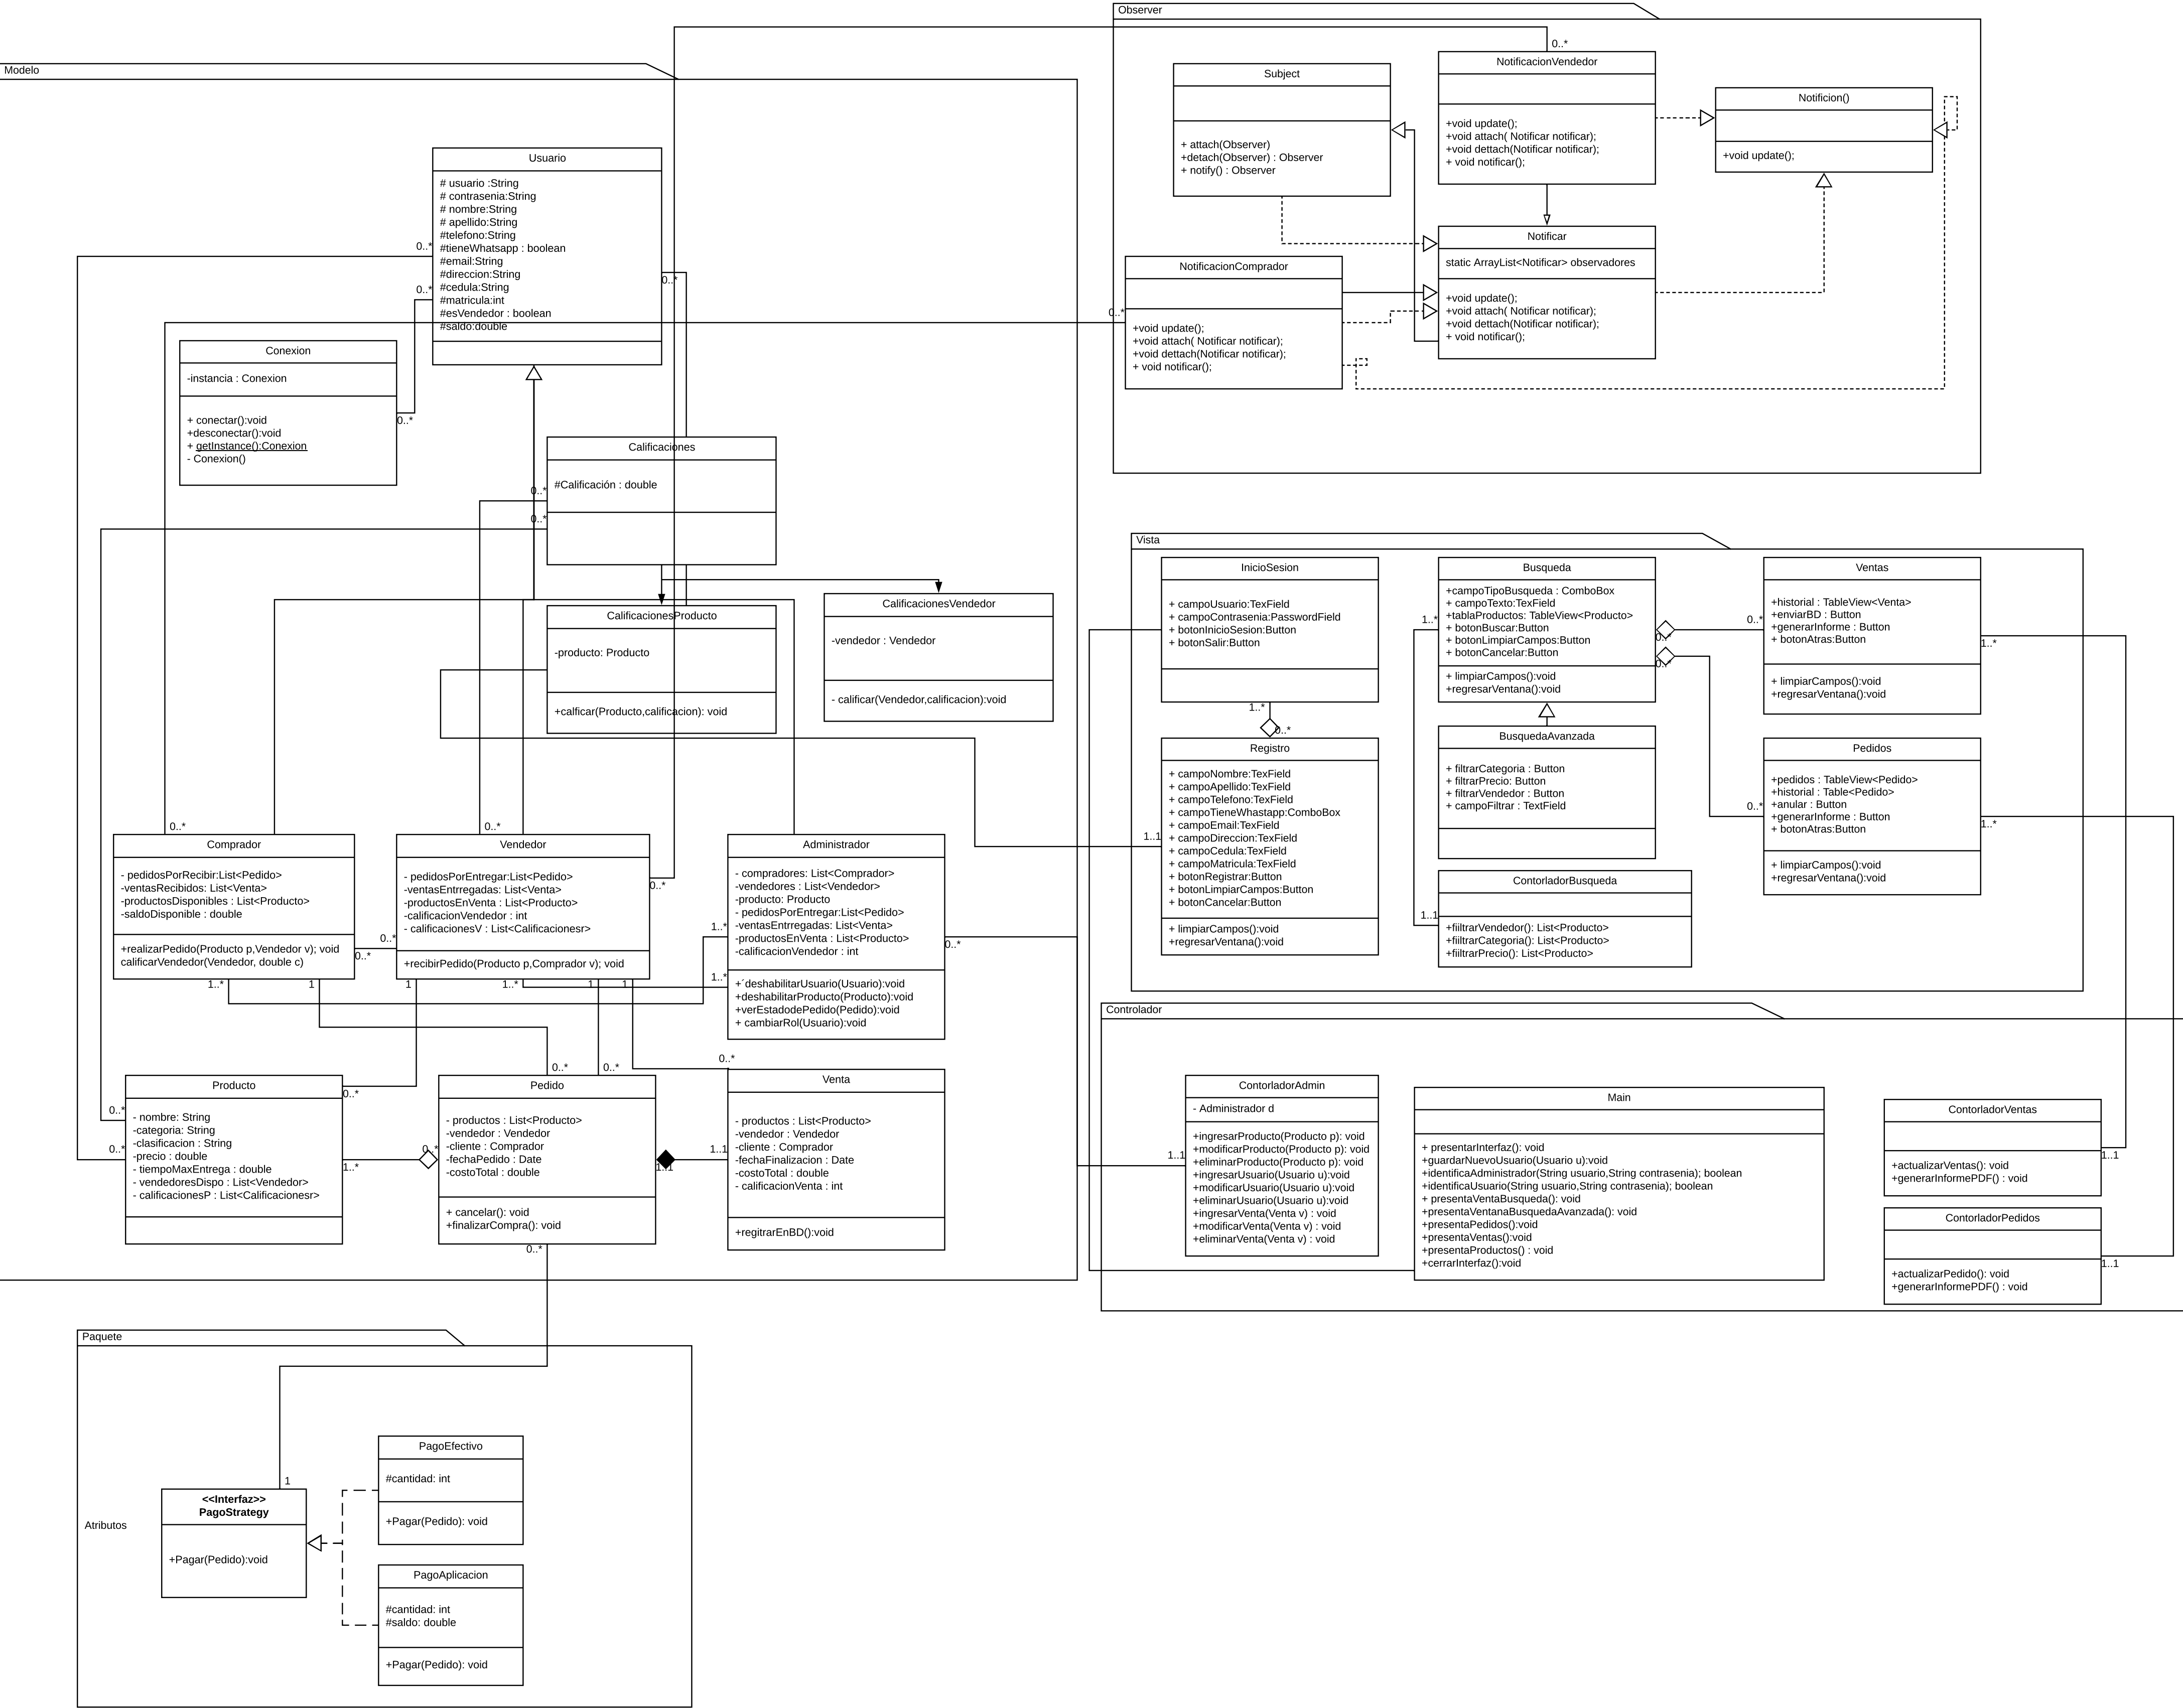 Observer
0..*
NotificacionVendedor
+void update();
+void attach( Notificar notificar);
+void dettach(Notificar notificar);
+ void notificar();
Subject
+ attach(Observer)
+detach(Observer) : Observer
+ notify() : Observer
Notificion()
+void update();
Notificar
static ArrayList<Notificar> observadores
+void update();
+void attach( Notificar notificar);
+void dettach(Notificar notificar);
+ void notificar();
NotificacionComprador
0..*
+void update();
+void attach( Notificar notificar);
+void dettach(Notificar notificar);
+ void notificar();
Modelo
Usuario
# usuario :String
# contrasenia:String
# nombre:String
# apellido:String
#telefono:String
#tieneWhatsapp : boolean
#email:String
#direccion:String
#cedula:String
#matricula:int
#esVendedor : boolean
#saldo:double
0..*
0..*
0..*
Conexion
-instancia : Conexion
+ conectar():void
+desconectar():void
+ getInstance():Conexion
- Conexion()
0..*
Calificaciones
#Calificación : double
0..*
0..*
CalificacionesProducto
-producto: Producto
+calficar(Producto,calificacion): void
CalificacionesVendedor
-vendedor : Vendedor
- calificar(Vendedor,calificacion):void
0..*
Comprador
- pedidosPorRecibir:List<Pedido>
-ventasRecibidos: List<Venta>
-productosDisponibles : List<Producto>
-saldoDisponible : double
+realizarPedido(Producto p,Vendedor v); void
calificarVendedor(Vendedor, double c)
1..*
1
0..*
0..*
0..*
Vendedor
- pedidosPorEntregar:List<Pedido>
-ventasEntrregadas: List<Venta>
-productosEnVenta : List<Producto>
-calificacionVendedor : int
- calificacionesV : List<Calificacionesr>
+recibirPedido(Producto p,Comprador v); void
0..*
1
1..*
1
1
Administrador
- compradores: List<Comprador>
-vendedores : List<Vendedor>
-producto: Producto
- pedidosPorEntregar:List<Pedido>
-ventasEntrregadas: List<Venta>
-productosEnVenta : List<Producto>
-calificacionVendedor : int
+´deshabilitarUsuario(Usuario):void
+deshabilitarProducto(Producto):void
+verEstadodePedido(Pedido):void
+ cambiarRol(Usuario):void
1..*
1..*
0..*
Producto
- nombre: String
-categoria: String
-clasificacion : String
-precio : double
- tiempoMaxEntrega : double
- vendedoresDispo : List<Vendedor>
- calificacionesP : List<Calificacionesr>
0..*
0..*
0..*
1..*
0..*
0..*
0..*
Pedido
- productos : List<Producto>
-vendedor : Vendedor
-cliente : Comprador
-fechaPedido : Date
-costoTotal : double
+ cancelar(): void
+finalizarCompra(): void
0..*
1..1
1..1
0..*
Venta
- productos : List<Producto>
-vendedor : Vendedor
-cliente : Comprador
-fechaFinalizacion : Date
-costoTotal : double
- calificacionVenta : int
+regitrarEnBD():void
Vista
InicioSesion
+ campoUsuario:TexField
+ campoContrasenia:PasswordField
+ botonInicioSesion:Button
+ botonSalir:Button
1..*
0..*
Registro
+ campoNombre:TexField
+ campoApellido:TexField
+ campoTelefono:TexField
+ campoTieneWhastapp:ComboBox
+ campoEmail:TexField
+ campoDireccion:TexField
+ campoCedula:TexField
+ campoMatricula:TexField
+ botonRegistrar:Button
+ botonLimpiarCampos:Button
+ botonCancelar:Button
+ limpiarCampos():void
+regresarVentana():void
1..1
Busqueda
+campoTipoBusqueda : ComboBox
+ campoTexto:TexField
+tablaProductos: TableView<Producto>
+ botonBuscar:Button
+ botonLimpiarCampos:Button
+ botonCancelar:Button
+ limpiarCampos():void
+regresarVentana():void
1..*
0..*
0..*
BusquedaAvanzada
+ filtrarCategoria : Button
+ filtrarPrecio: Button
+ filtrarVendedor : Button
+ campoFiltrar : TextField
ContorladorBusqueda
+fiiltrarVendedor(): List<Producto>
+fiiltrarCategoria(): List<Producto>
+fiiltrarPrecio(): List<Producto>
1..1
Ventas
+historial : TableView<Venta>
+enviarBD : Button
+generarInforme : Button
+ botonAtras:Button
+ limpiarCampos():void
+regresarVentana():void
0..*
1..*
Pedidos
+pedidos : TableView<Pedido>
+historial : Table<Pedido>
+anular : Button
+generarInforme : Button
+ botonAtras:Button
+ limpiarCampos():void
+regresarVentana():void
0..*
1..*
Controlador
ContorladorAdmin
- Administrador d
+ingresarProducto(Producto p): void
+modificarProducto(Producto p): void
+eliminarProducto(Producto p): void
+ingresarUsuario(Usuario u):void
+modificarUsuario(Usuario u):void
+eliminarUsuario(Usuario u):void
+ingresarVenta(Venta v) : void
+modificarVenta(Venta v) : void
+eliminarVenta(Venta v) : void
1..1
Main
+ presentarInterfaz(): void
+guardarNuevoUsuario(Usuario u):void
+identificaAdministrador(String usuario,String contrasenia); boolean
+identificaUsuario(String usuario,String contrasenia); boolean
+ presentaVentaBusqueda(): void
+presentaVentanaBusquedaAvanzada(): void
+presentaPedidos():void
+presentaVentas():void
+presentaProductos() : void
+cerrarInterfaz():void
ContorladorVentas
+actualizarVentas(): void
+generarInformePDF() : void
1..1
ContorladorPedidos
+actualizarPedido(): void
+generarInformePDF() : void
1..1
Paquete
Atributos
1
<<Interfaz>>
PagoStrategy
+Pagar(Pedido):void
PagoEfectivo
#cantidad: int
+Pagar(Pedido): void
PagoAplicacion
#cantidad: int
#saldo: double
+Pagar(Pedido): void